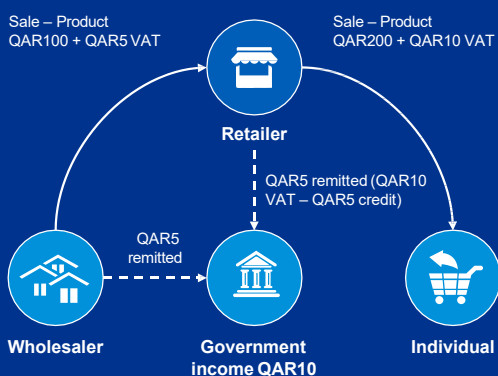 Sale – Product
QAR100 + QAR5 VAT
Sale – Product
QAR200 + QAR10 VAT
Retailer
QAR5 remitted (QAR10
VAT – QAR5 credit)
QAR5
remitted
Wholesaler
Government
income QAR10
Individual